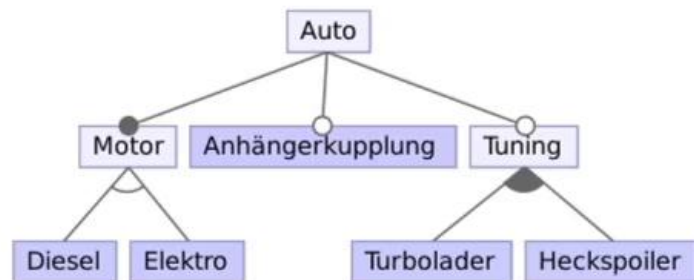 Auto
Motor Anhängerkupplung Tuning
Diesel Elektro Turbolader Heckspoiler